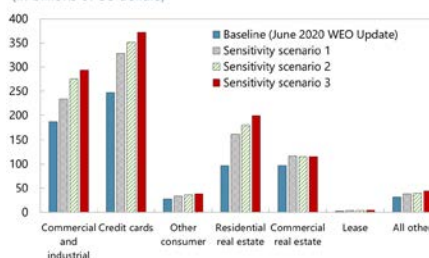 400
350
300
250
200
150
100
50
0
Baseline (June 2020 WEO Update)
Sensitivity scenario 1
Sensitivity scenario 2
Sensitivity scenario 3
Commercial and industrial
Credit cards
Other consumer
Residential real estate
Commercial real estate
Lease
All other